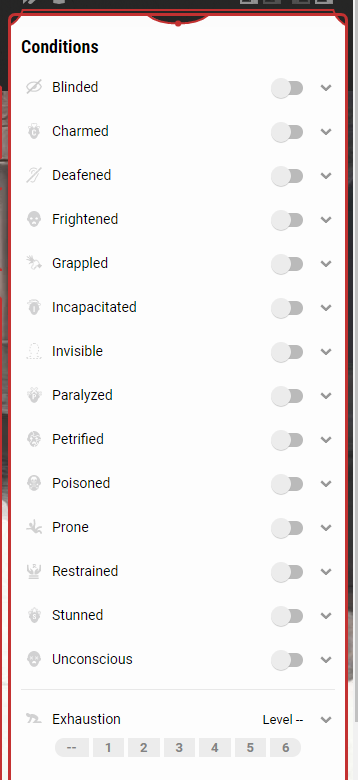 Conditions
Blinded
Charmed
Deafened
Frightened
Grappled
Incapacitated
Invisible
Paralyzed
Petrified
Poisoned
Prone
Restrained
Stunned
Unconscious
Exhaustion Level --
-- 1 2 3 4 5 6